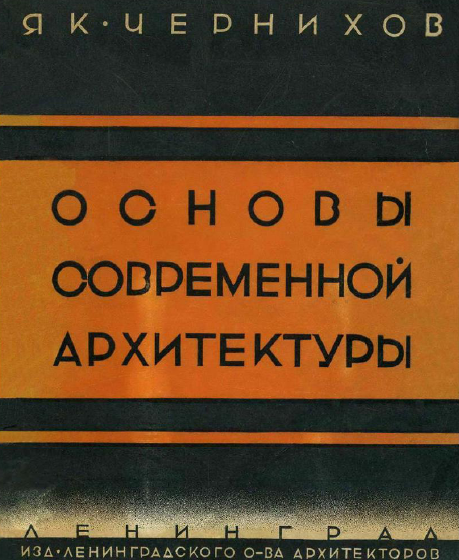 ЯК·ЧЕРНИХОВ
ОСНОВЫ
СОВРЕМЕННОЙ
АРХИТЕКТУРЫ
ЛЕНИНГРАД
ИЗД·ЛЕНИНГРАДСКОГО О-ВА АРХИТЕКТОРОВ